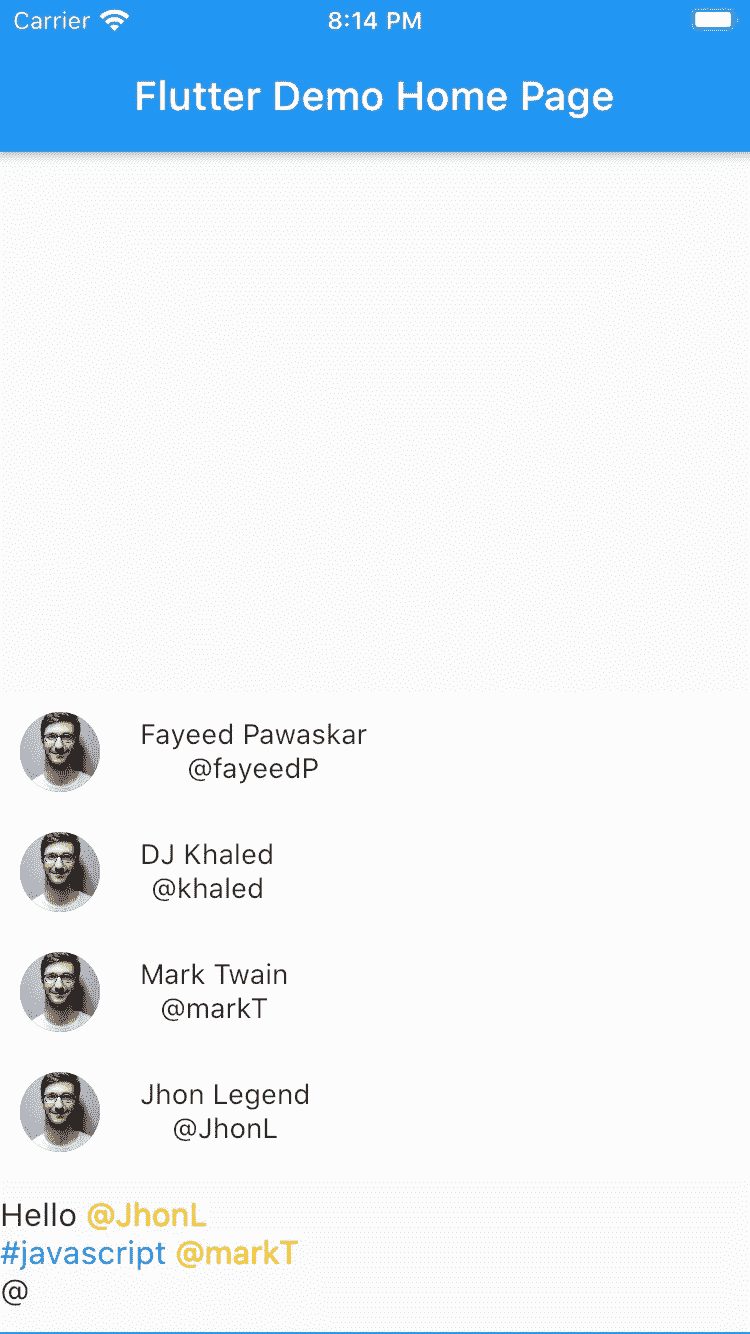 Carrier 8:14 PM
Flutter Demo Home Page
Fayeed Pawaskar
@fayeedP
DJ Khaled
@khaled
Mark Twain
@markT
Jhon Legend
@JhonL
Hello @JhonL
#javascript @markT
@